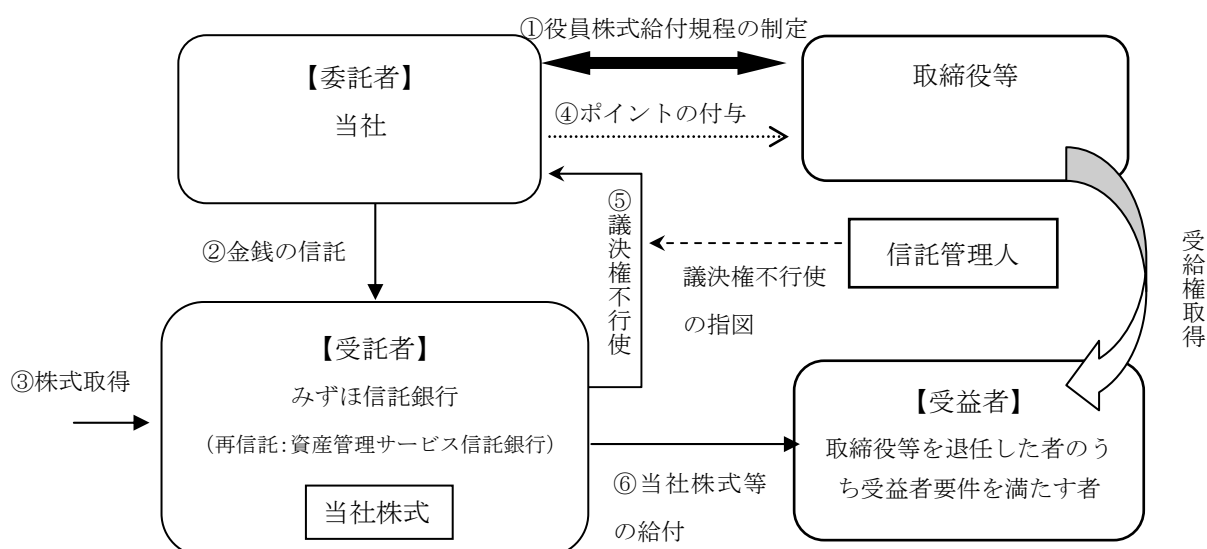 ①役員株式給付規程の制定
【委託者】
当社
取締役等
④ポイントの付与
②金銭の信託
⑤議決権不行使
議決権不行使
の指図
信託管理人
受給権取得
③株式取得
【受託者】
みずほ信託銀行
(再信託:資産管理サービス信託銀行)
当社株式
⑥当社株式等
の給付
【受益者】
取締役等を退任した者のう
ち受益者要件を満たす者